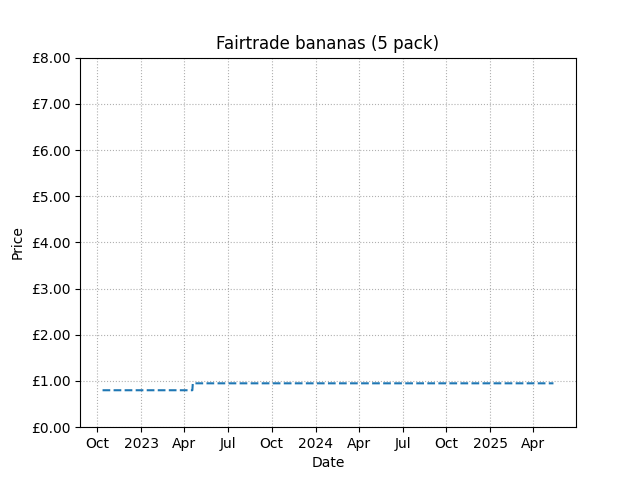 Fairtrade bananas (5 pack)
£8.00
£7.00
£6.00
£5.00
£4.00
£3.00
£2.00
£1.00
£0.00
Price
Oct 2023 Apr Jul Oct 2024 Apr Jul Oct 2025 Apr
Date